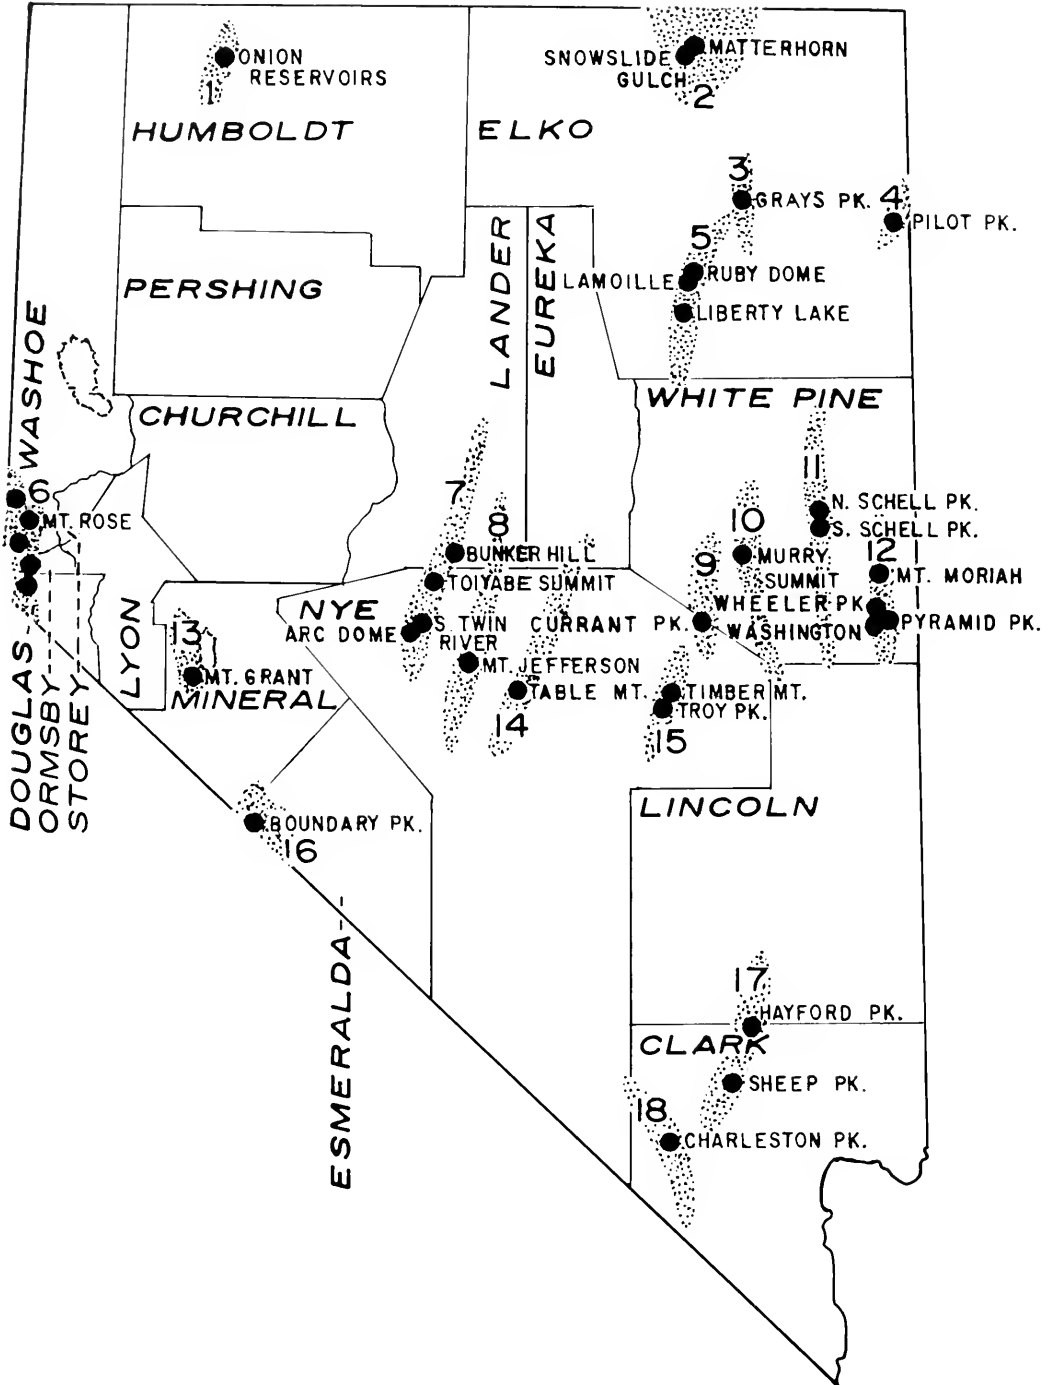 ONION
RESERVOIRS
1
HUMBOLDT
SNOWSLIDE
GULCH
MATTERHORN
2
ELKO
3
GRAYS PK.
4
PILOT PK.
5
LAMOILLE
RUBY DOME
LIBERTY LAKE
LANDER
EUREKA
PERSHING
WASHOE
CHURCHILL
WHITE PINE
6
MT. ROSE
7
8
BUNKER HILL
TOIYABE SUMMIT
11
N. SCHELL PK.
S. SCHELL PK.
10
MURRY
SUMMIT
9
12
MT. MORIAH
WHEELER PK
WASHINGTON
PYRAMID PK.
LYON
NYE
ARC DOME
S. TWIN
RIVER
CURRANT PK.
13
MT. GRANT
MINERAL
MT. JEFFERSON
TABLE MT.
14
TIMBER MT.
TROY PK.
15
DOUGLAS
ORMSBY
STOREY
LINCOLN
BOUNDARY PK.
16
ESMERALDA
17
HAYFORD PK.
CLARK
SHEEP PK.
18
CHARLESTON PK.